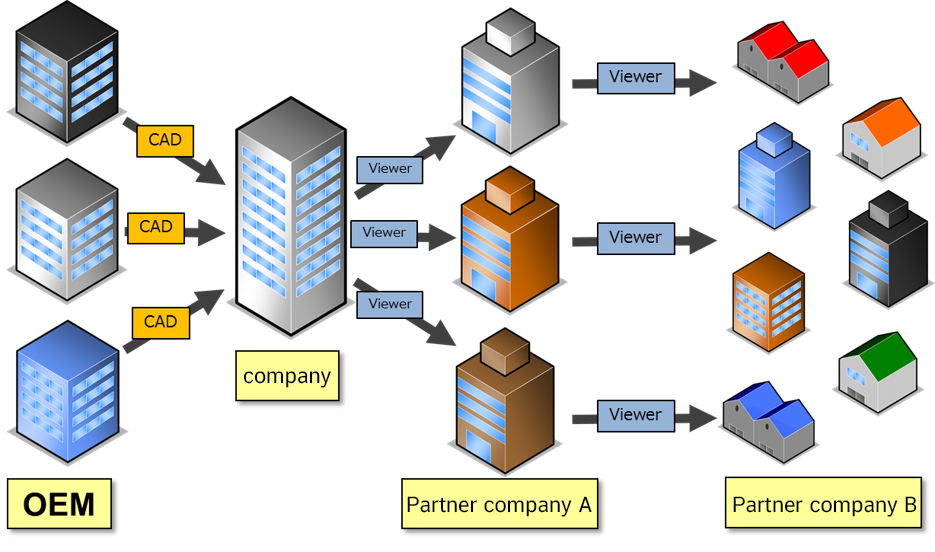 CAD
CAD
CAD
company
OEM
Viewer
Viewer
Viewer
Partner company A
Viewer
Viewer
Viewer
Partner company B